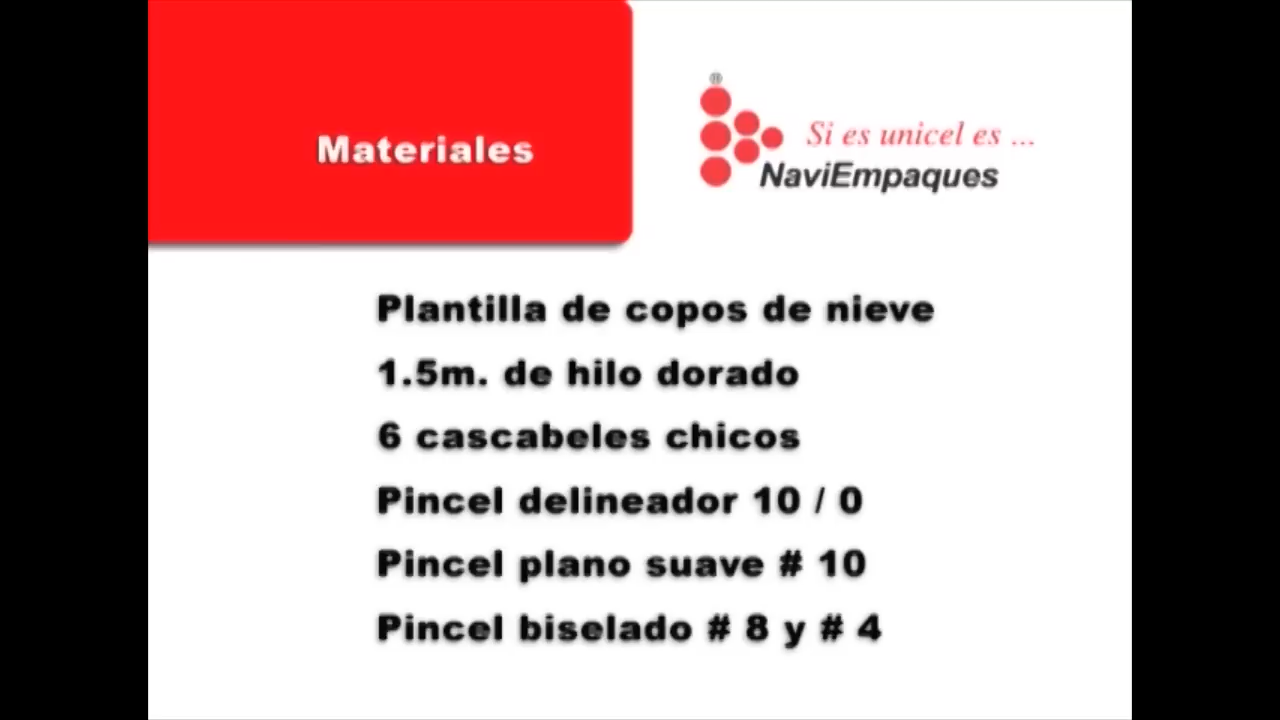 Materiales
®
Si es unicel es ...
NaviEmpaques
Plantilla de copos de nieve
1.5m. de hilo dorado
6 cascabeles chicos
Pincel delineador 10 / 0
Pincel plano suave # 10
Pincel biselado # 8 y # 4